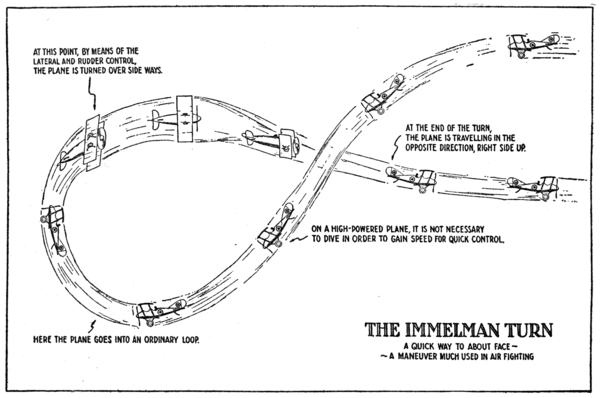 AT THIS POINT, BY MEANS OF THE
LATERAL AND RUDDER CONTROL,
THE PLANE IS TURNED OVER SIDE WAYS.
AT THE END OF THE TURN,
THE PLANE IS TRAVELLING IN THE
OPPOSITE DIRECTION, RIGHT SIDE UP.
ON A HIGH-POWERED PLANE, IT IS NOT NECESSARY
TO DIVE IN ORDER TO GAIN SPEED FOR QUICK CONTROL.
HERE THE PLANE GOES INTO AN ORDINARY LOOP.
THE IMMELMAN TURN
A QUICK WAY TO ABOUT FACE~
~A MANEUVER MUCH USED IN AIR FIGHTING